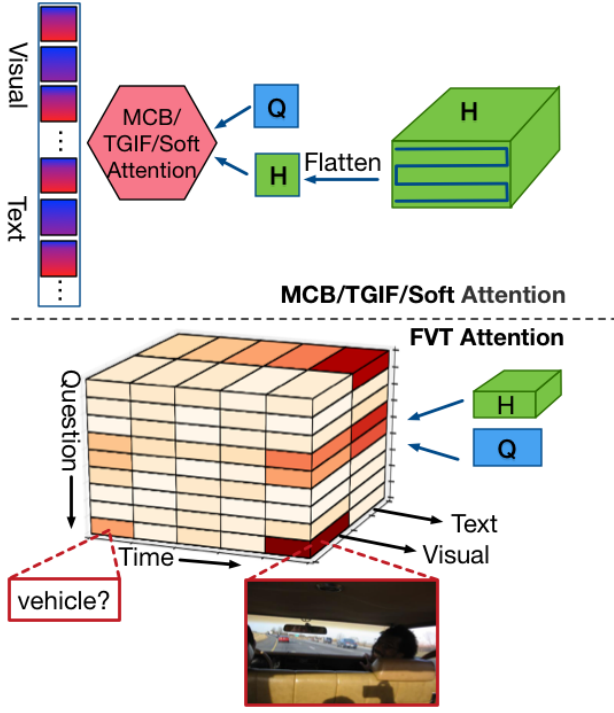 Visual
...
Text
...
MCB/
TGIF/Soft
Attention
Q
H
Flatten
H
MCB/TGIF/Soft Attention
FVT Attention
Question
Time
Text
Visual
H
Q
vehicle?